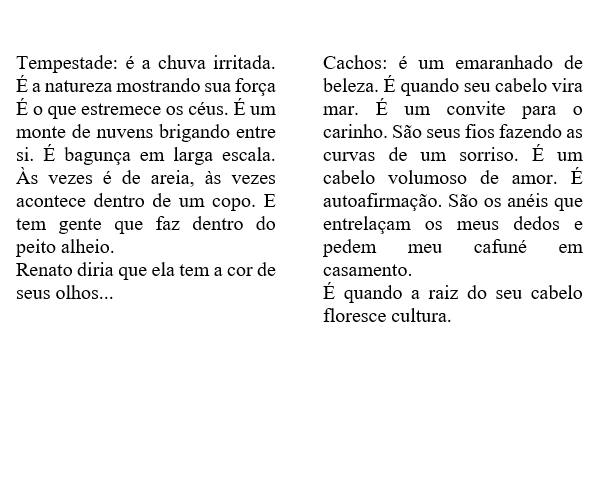 Tempestade: é a chuva irritada.
É a natureza mostrando sua força
É o que estremece os céus. É um
monte de nuvens brigando entre
si. É bagunça em larga escala.
Às vezes é de areia, às vezes
acontece dentro de um copo. E
tem gente que faz dentro do
peito alheio.
Renato diria que ela tem a cor de
seus olhos...
Cachos: é um emaranhado de
beleza. É quando seu cabelo vira
mar. É um convite para o
carinho. São seus fios fazendo as
curvas de um sorriso. É um
cabelo volumoso de amor. É
autoafirmação. São os anéis que
entrelaçam os meus dedos e
pedem meu cafuné em
casamento.
É quando a raiz do seu cabelo
floresce cultura.